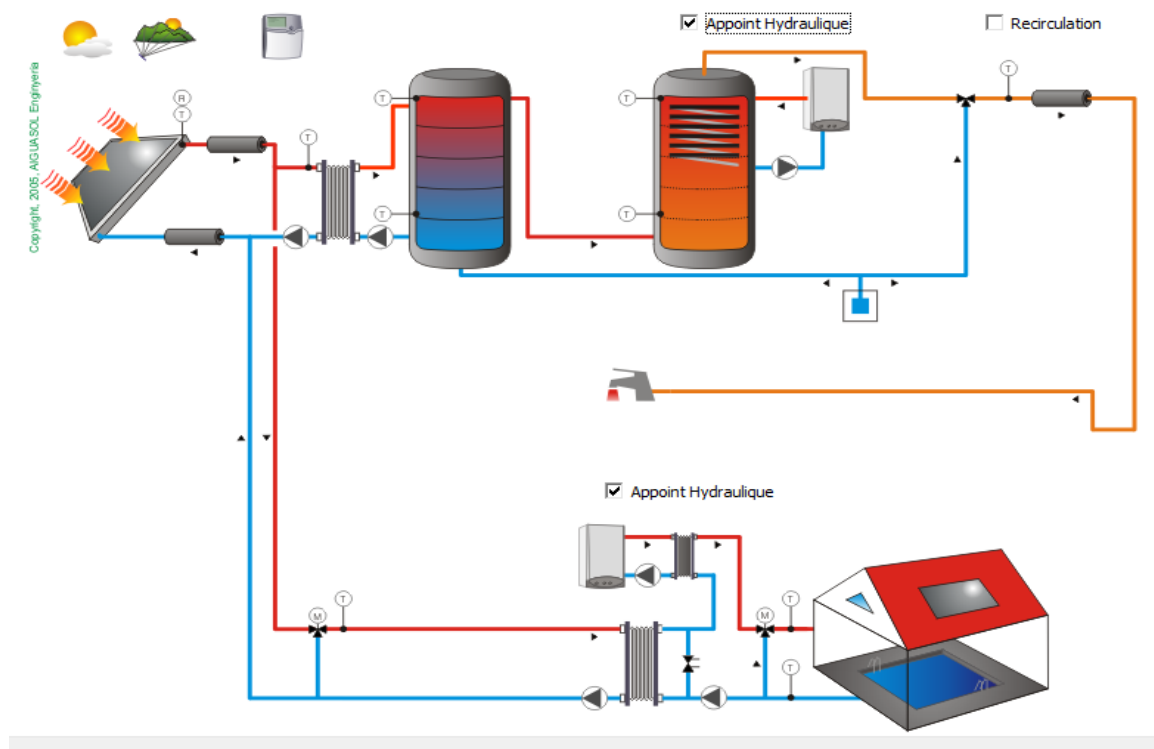 Appoint Hydraulique
Recirculation
Copyright, 2005, AIGUASOL Enginyeria
R
T
T
T
T
T
T
T
Appoint Hydraulique
T
M
M
T
T